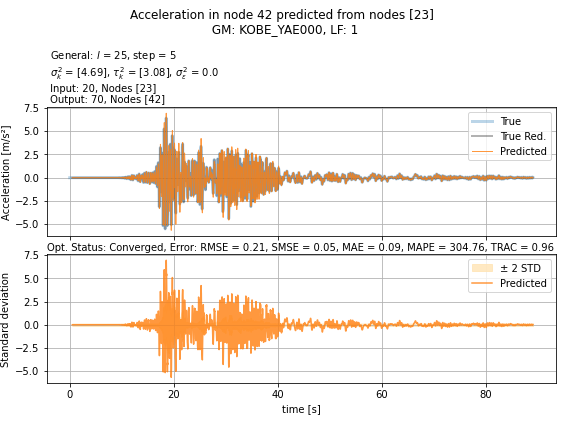 Acceleration in node 42 predicted from nodes [23]
GM: KOBE_YAE000, LF: 1
General: l = 25, step = 5
σ²ₖ = [4.69], τ²ₖ = [3.08], σ²ₑ = 0.0
Input: 20, Nodes [23]
Output: 70, Nodes [42]
7.5
5.0
2.5
0.0
−2.5
−5.0
Acceleration [m/s²]
True
True Red.
Predicted
Opt. Status: Converged, Error: RMSE = 0.21, SMSE = 0.05, MAE = 0.09, MAPE = 304.76, TRAC = 0.96
7.5
5.0
2.5
0.0
−2.5
−5.0
Standard deviation
± 2 STD
Predicted
0
20
40
60
80
time [s]